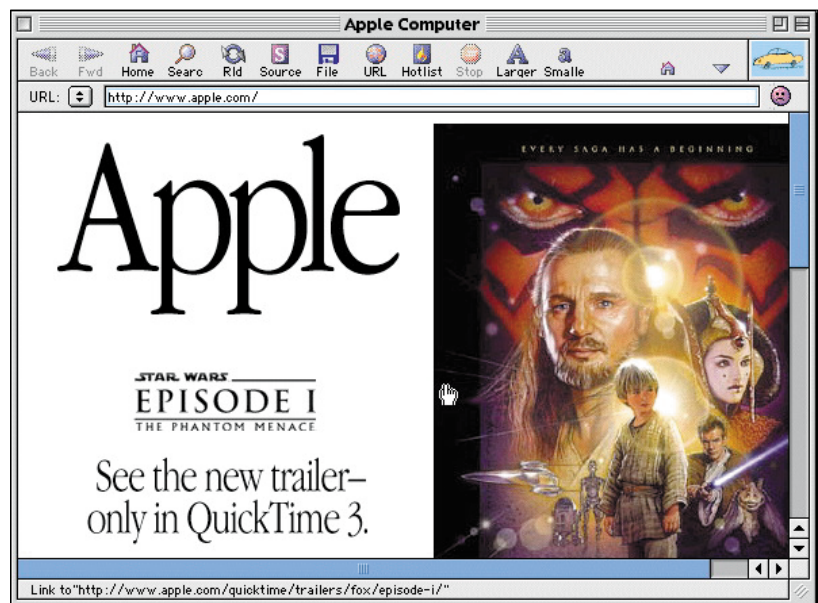 Apple Computer
Back Fwd Home Searc Rld Source File URL Hotlist Stop Larger Smalle
URL: http://www.apple.com/
EVERY SAGA HAS A BEGINNING
Apple
STAR WARS
EPISODE I
THE PHANTOM MENACE
See the new trailer–
only in QuickTime 3.
Link to"http://www.apple.com/quicktime/trailers/fox/episode-i/"